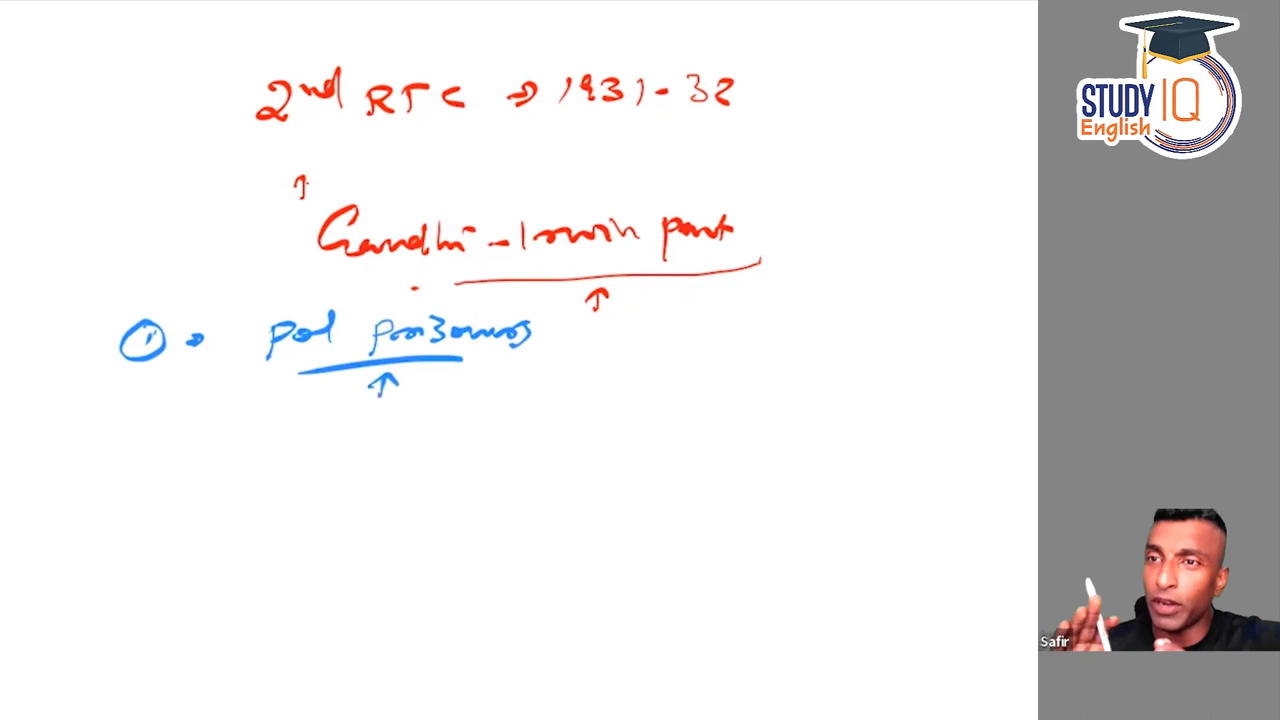 2nd RTC → 1931-32
↑
Gandhi - Irwin pact
↑
① → pol prisoners
↑
STUDY IQ
English
Safir